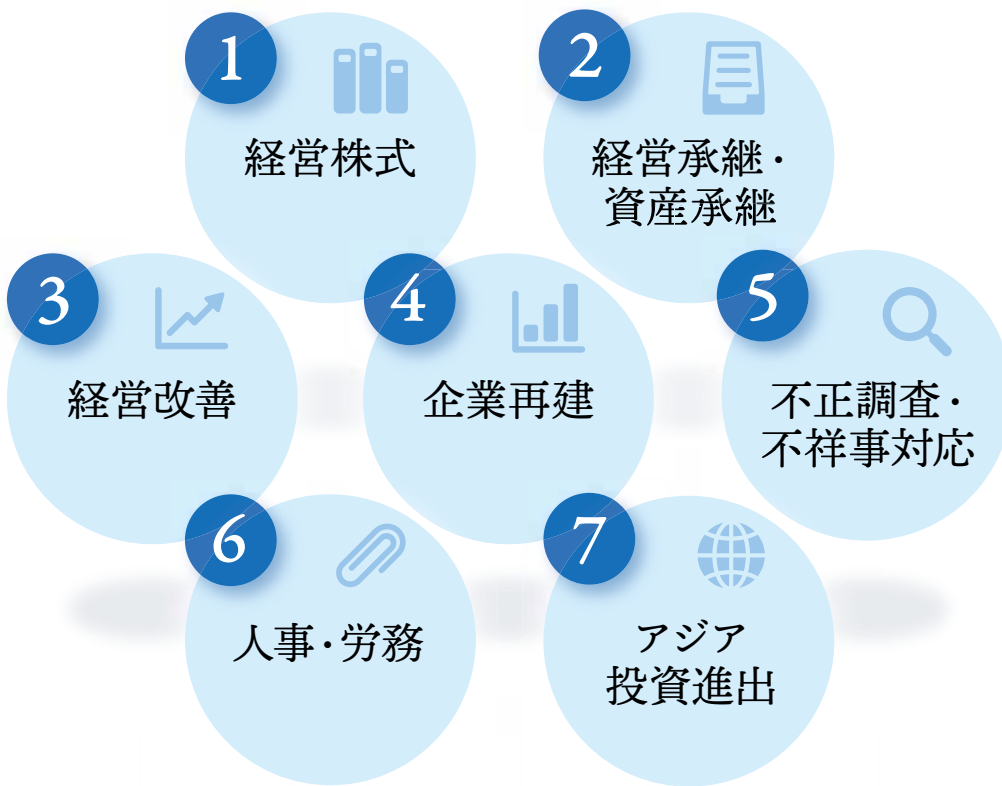 1
経営株式
2
経営承継・
資産承継
3
経営改善
4
企業再建
5
不正調査・
不祥事対応
6
人事・労務
7
アジア
投資進出